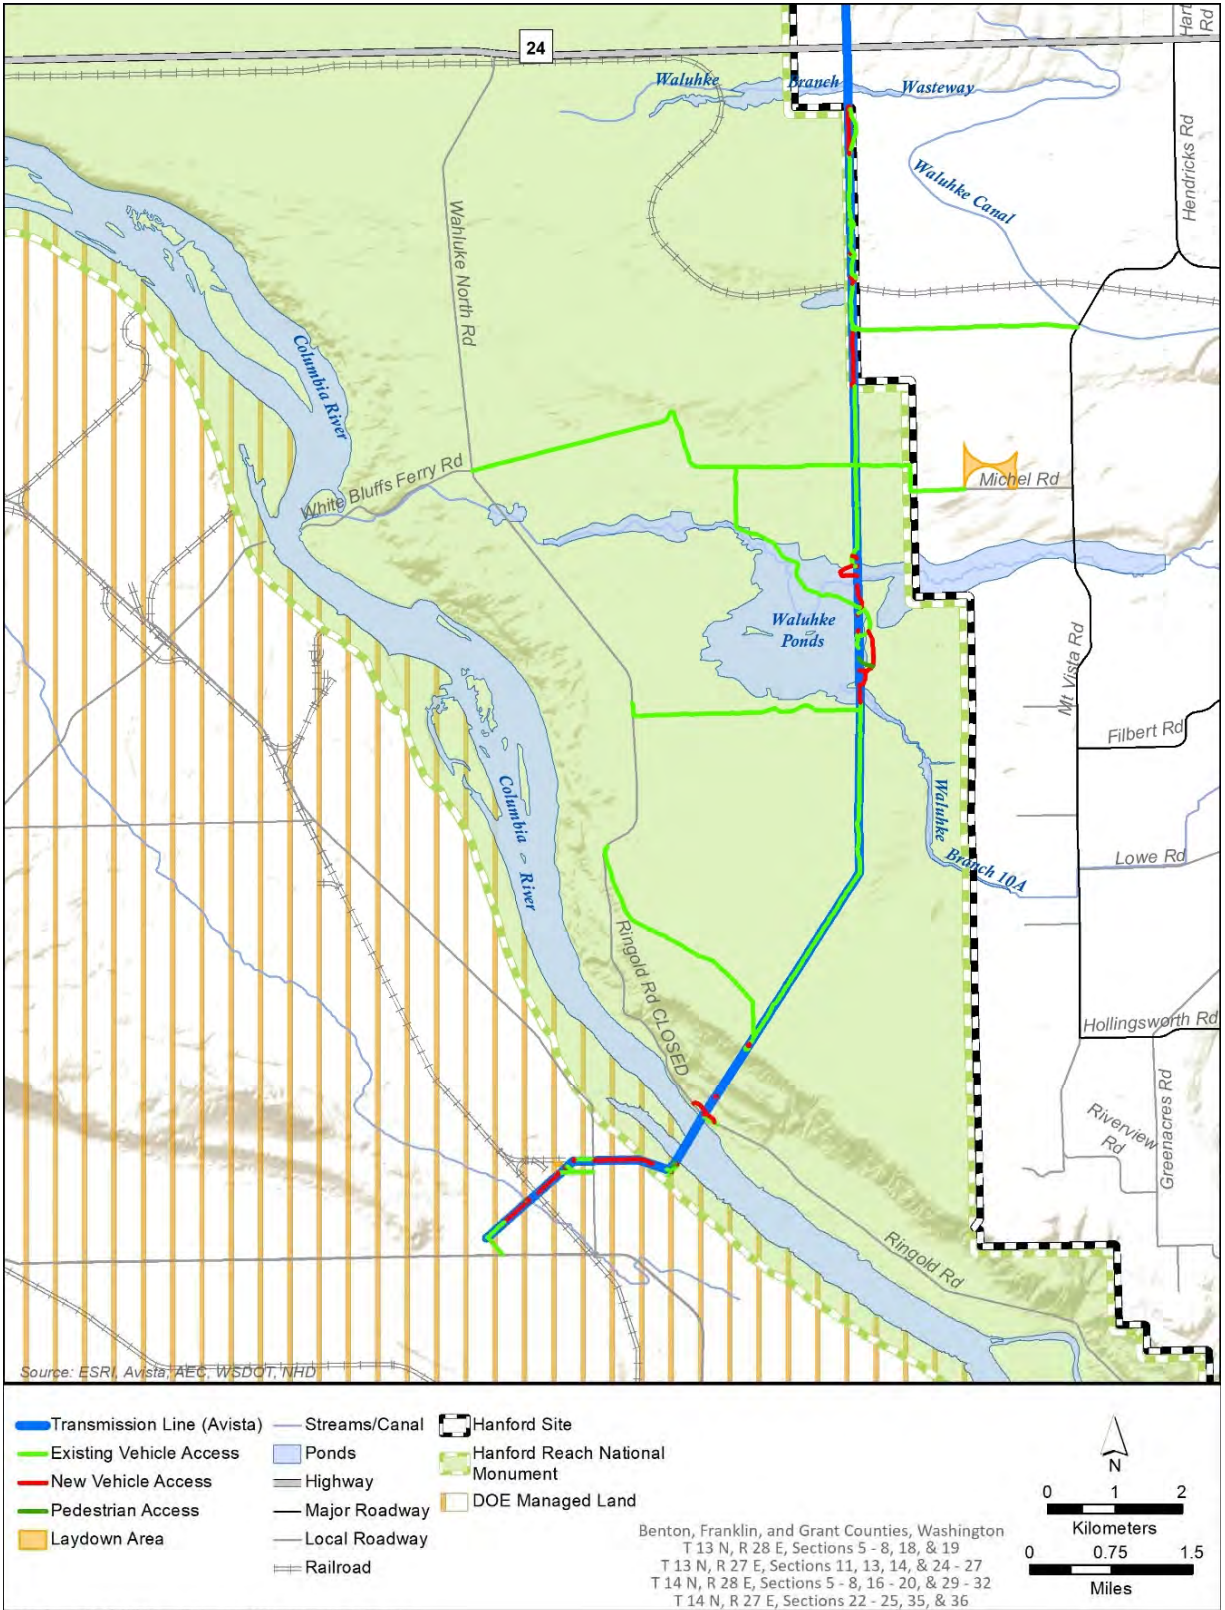 24
Hart
Rd
Waluhke
Branch
Wasteway
Hendricks Rd
Waluhke Canal
Wahluke North Rd
Columbia River
White Bluffs Ferry Rd
Michel Rd
Waluhke
Ponds
Mt Vista Rd
Filbert Rd
Columbia
River
Waluhke
Branch 10A
Lowe Rd
Ringold Rd CLOSED
Hollingsworth Rd
Riverview
Rd
Greenacres Rd
Ringold Rd
Source: ESRI, Avista, AEC, WSDOT, NHD
Transmission Line (Avista)
Existing Vehicle Access
New Vehicle Access
Pedestrian Access
Laydown Area
Streams/Canal
Ponds
Highway
Major Roadway
Local Roadway
Railroad
Hanford Site
Hanford Reach National
Monument
DOE Managed Land
N
0 1 2
Kilometers
0 0.75 1.5
Miles
Benton, Franklin, and Grant Counties, Washington
T 13 N, R 28 E, Sections 5 - 8, 18, & 19
T 13 N, R 27 E, Sections 11, 13, 14, & 24 - 27
T 14 N, R 28 E, Sections 5 - 8, 16 - 20, & 29 - 32
T 14 N, R 27 E, Sections 22 - 25, 35, & 36